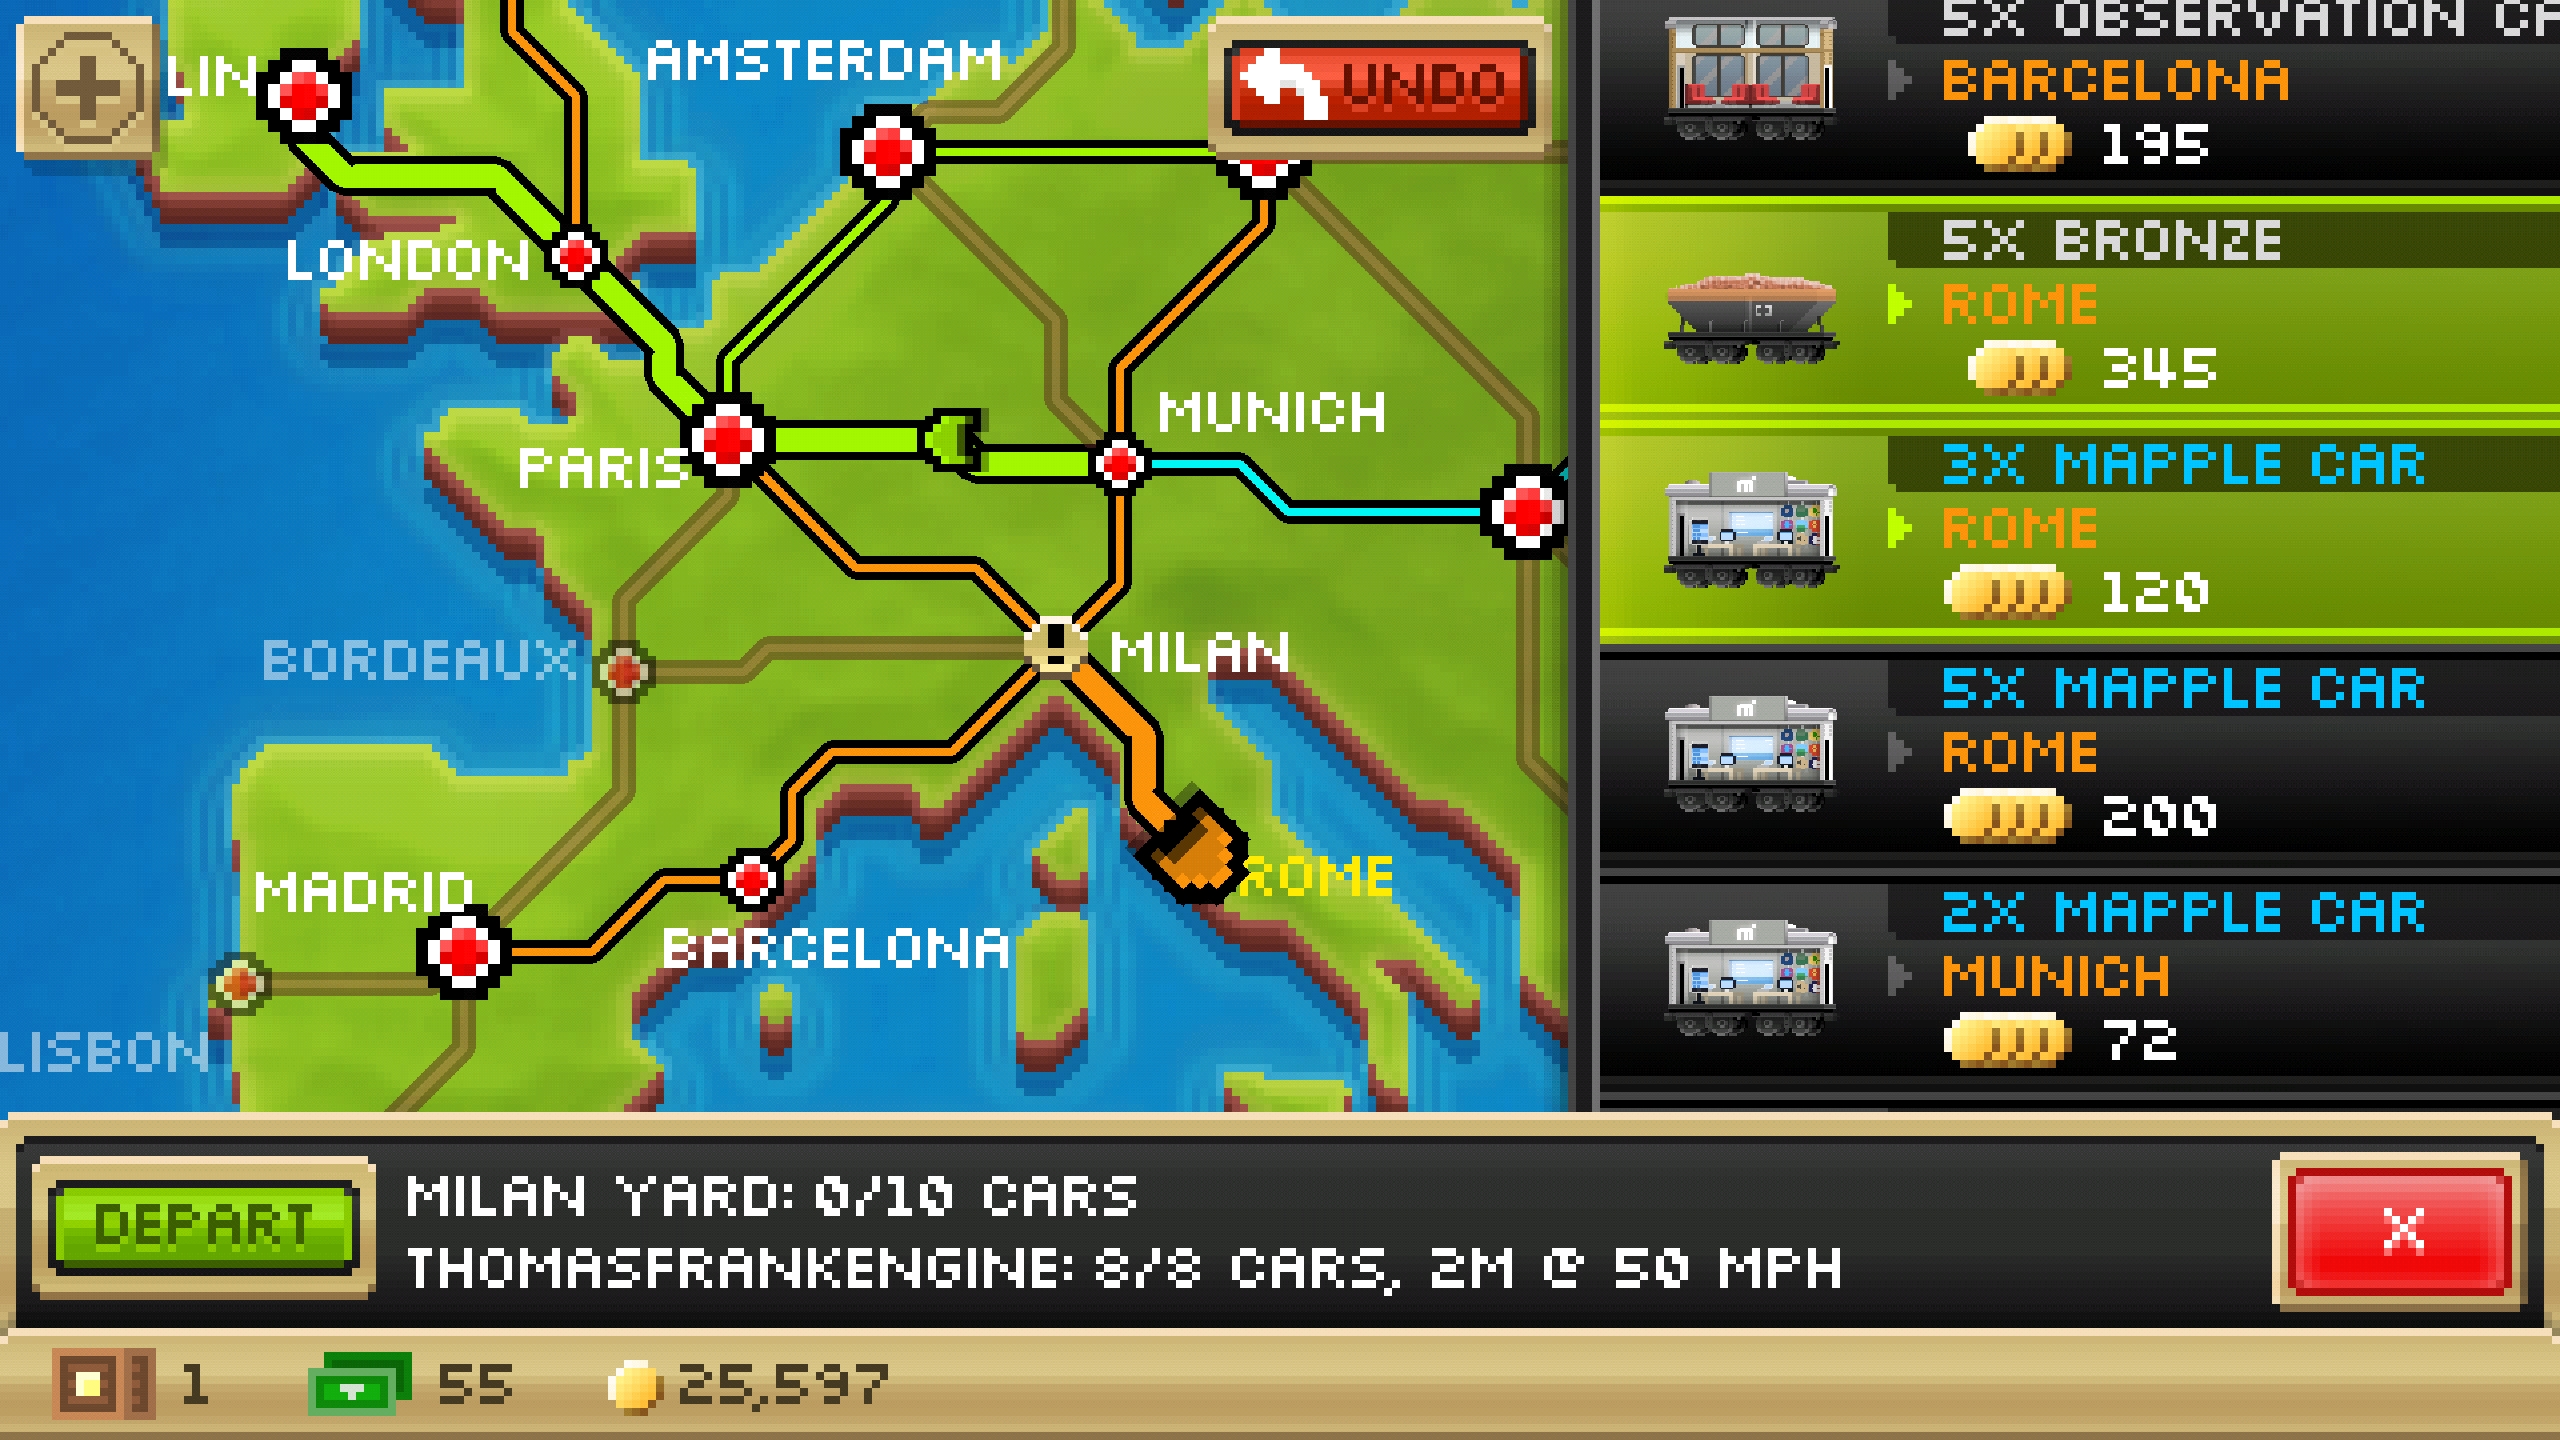 LIN
AMSTERDAM
UNDO
LONDON
MUNICH
PARIS
BORDEAUX
MILAN
ROME
MADRID
BARCELONA
LISBON
5X OBSERVATION CA
BARCELONA
195
5X BRONZE
ROME
345
3X MAPPLE CAR
ROME
120
5X MAPPLE CAR
ROME
200
2X MAPPLE CAR
MUNICH
72
DEPART
MILAN YARD: 0/10 CARS
THOMASFRANKENGINE: 8/8 CARS, 2M @ 50 MPH
X
1
55
25,597